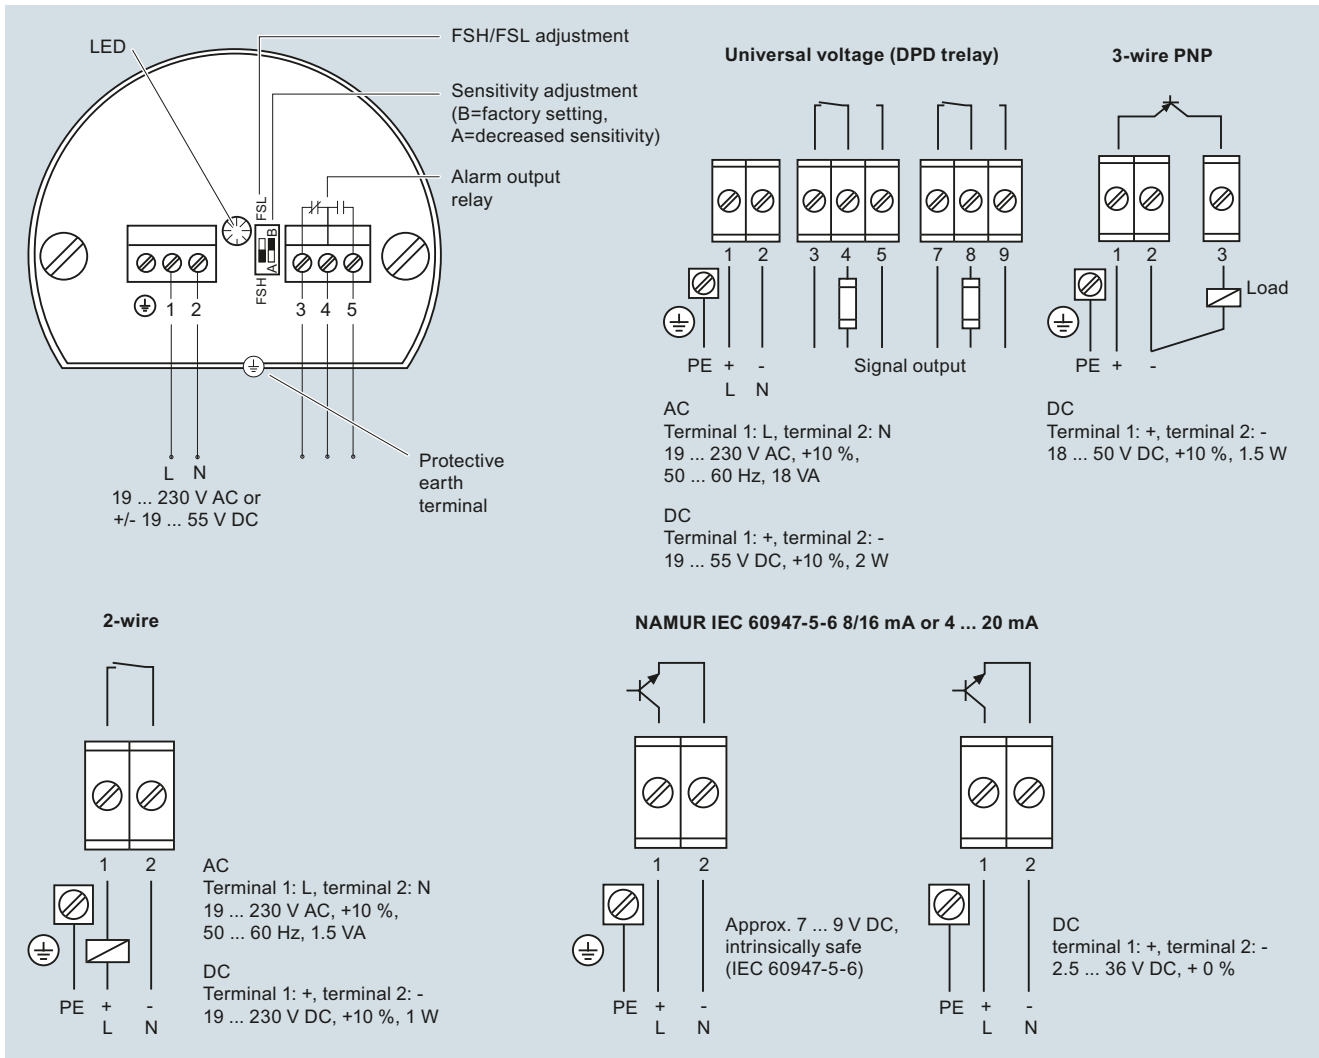 LED
FSH/FSL adjustment
Sensitivity adjustment
(B=factory setting,
A=decreased sensitivity)
Alarm output
relay
FSL
B
A
FSH
1 2
3 4 5
L N
19 ... 230 V AC or
+/- 19 ... 55 V DC
Protective
earth
terminal
Universal voltage (DPD trelay)
1 2 3 4 5 7 8 9
PE + -
L N
Signal output
AC
Terminal 1: L, terminal 2: N
19 ... 230 V AC, +10 %,
50 ... 60 Hz, 18 VA
DC
Terminal 1: +, terminal 2: -
19 ... 55 V DC, +10 %, 2 W
3-wire PNP
1 2 3
Load
PE + -
DC
Terminal 1: +, terminal 2: -
18 ... 50 V DC, +10 %, 1.5 W
2-wire
1 2
PE + -
L N
AC
Terminal 1: L, terminal 2: N
19 ... 230 V AC, +10 %,
50 ... 60 Hz, 1.5 VA
DC
Terminal 1: +, terminal 2: -
19 ... 230 V DC, +10 %, 1 W
NAMUR IEC 60947-5-6 8/16 mA or 4 ... 20 mA
1 2
PE + -
L N
Approx. 7 ... 9 V DC,
intrinsically safe
(IEC 60947-5-6)
1 2
PE + -
L N
DC
terminal 1: +, terminal 2: -
2.5 ... 36 V DC, + 0 %